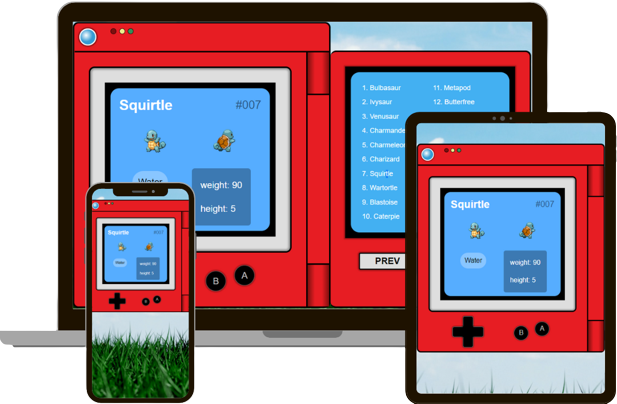 Squirtle #007
Water
weight: 90
height: 5
B A
1. Bulbasaur
2. Ivysaur
3. Venusaur
4. Charmande
5. Charmeleo
6. Charizard
7. Squirtle
8. Wartortle
9. Blastoise
10. Caterpie
11. Metapod
12. Butterfree
PREV
Squirtle #007
Water
weight: 90
height: 5
B A
Squirtle #007
Water
weight: 90
height: 5
B A